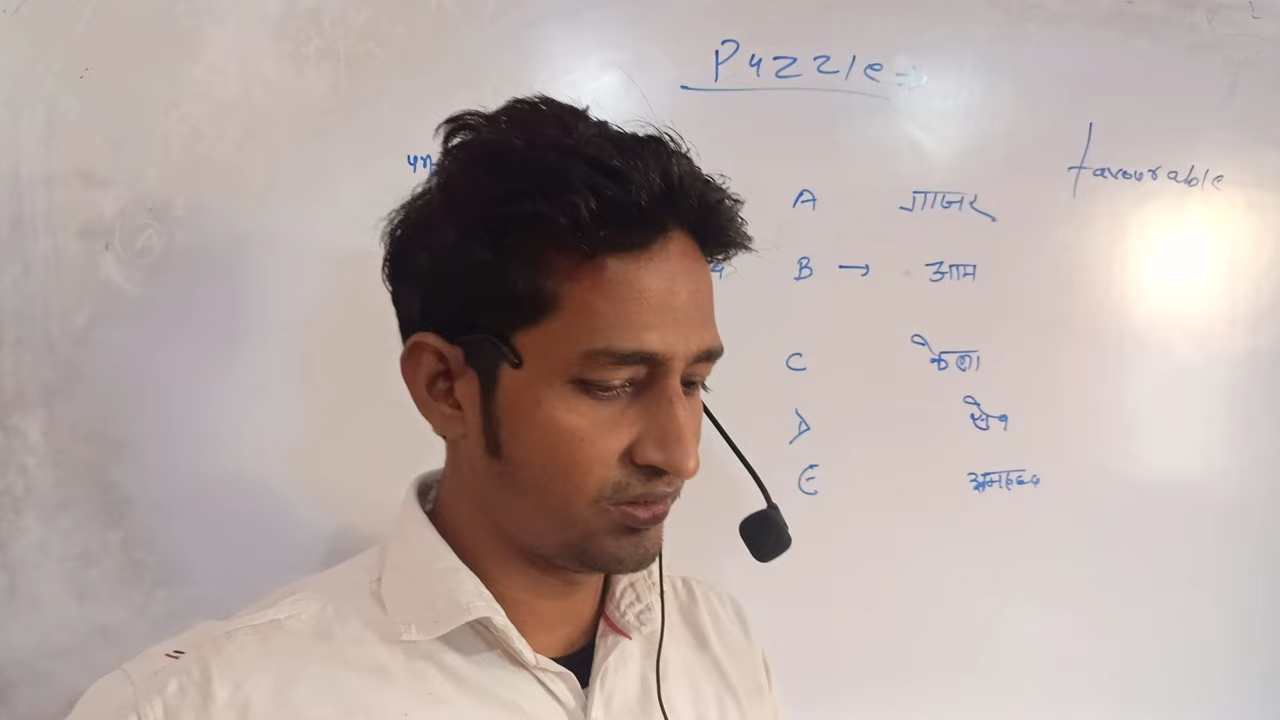 Puzzle →
favourable
A गाजर
B → आम
C केला
D सेव
E अमरुद